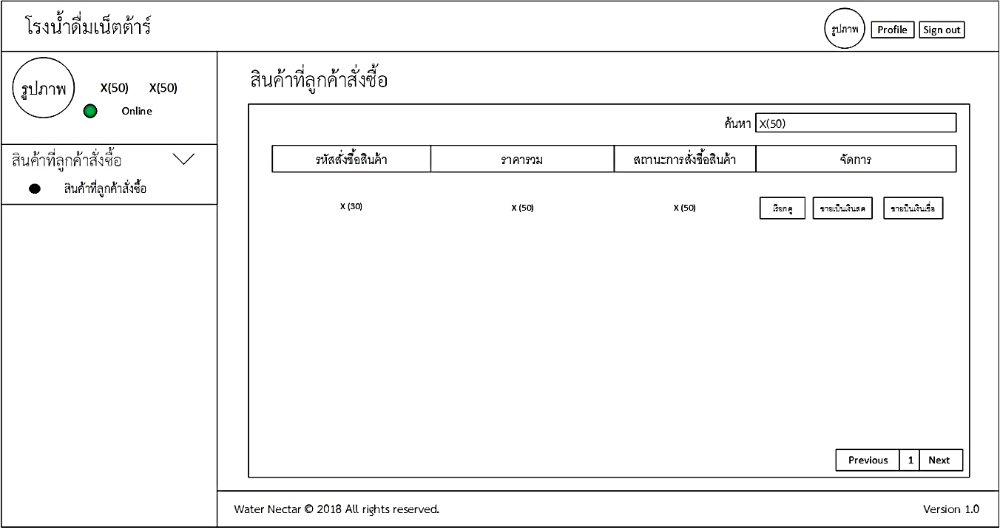 โรงน้ำดื่มเน็ตต้าร์
รูปภาพ Profile Sign out
รูปภาพ X(50) X(50)
Online
สินค้าที่ลูกค้าสั่งซื้อ
สินค้าที่ลูกค้าสั่งซื้อ
สินค้าที่ลูกค้าสั่งซื้อ
ค้นหา X(50)
รหัสสั่งซื้อสินค้า ราคารวม สถานะการสั่งซื้อสินค้า จัดการ
X (30) X (50) X (50) เรียกดู ขายเป็นเงินสด ขายเป็นเงินเชื่อ
Previous 1 Next
Water Nectar © 2018 All rights reserved. Version 1.0